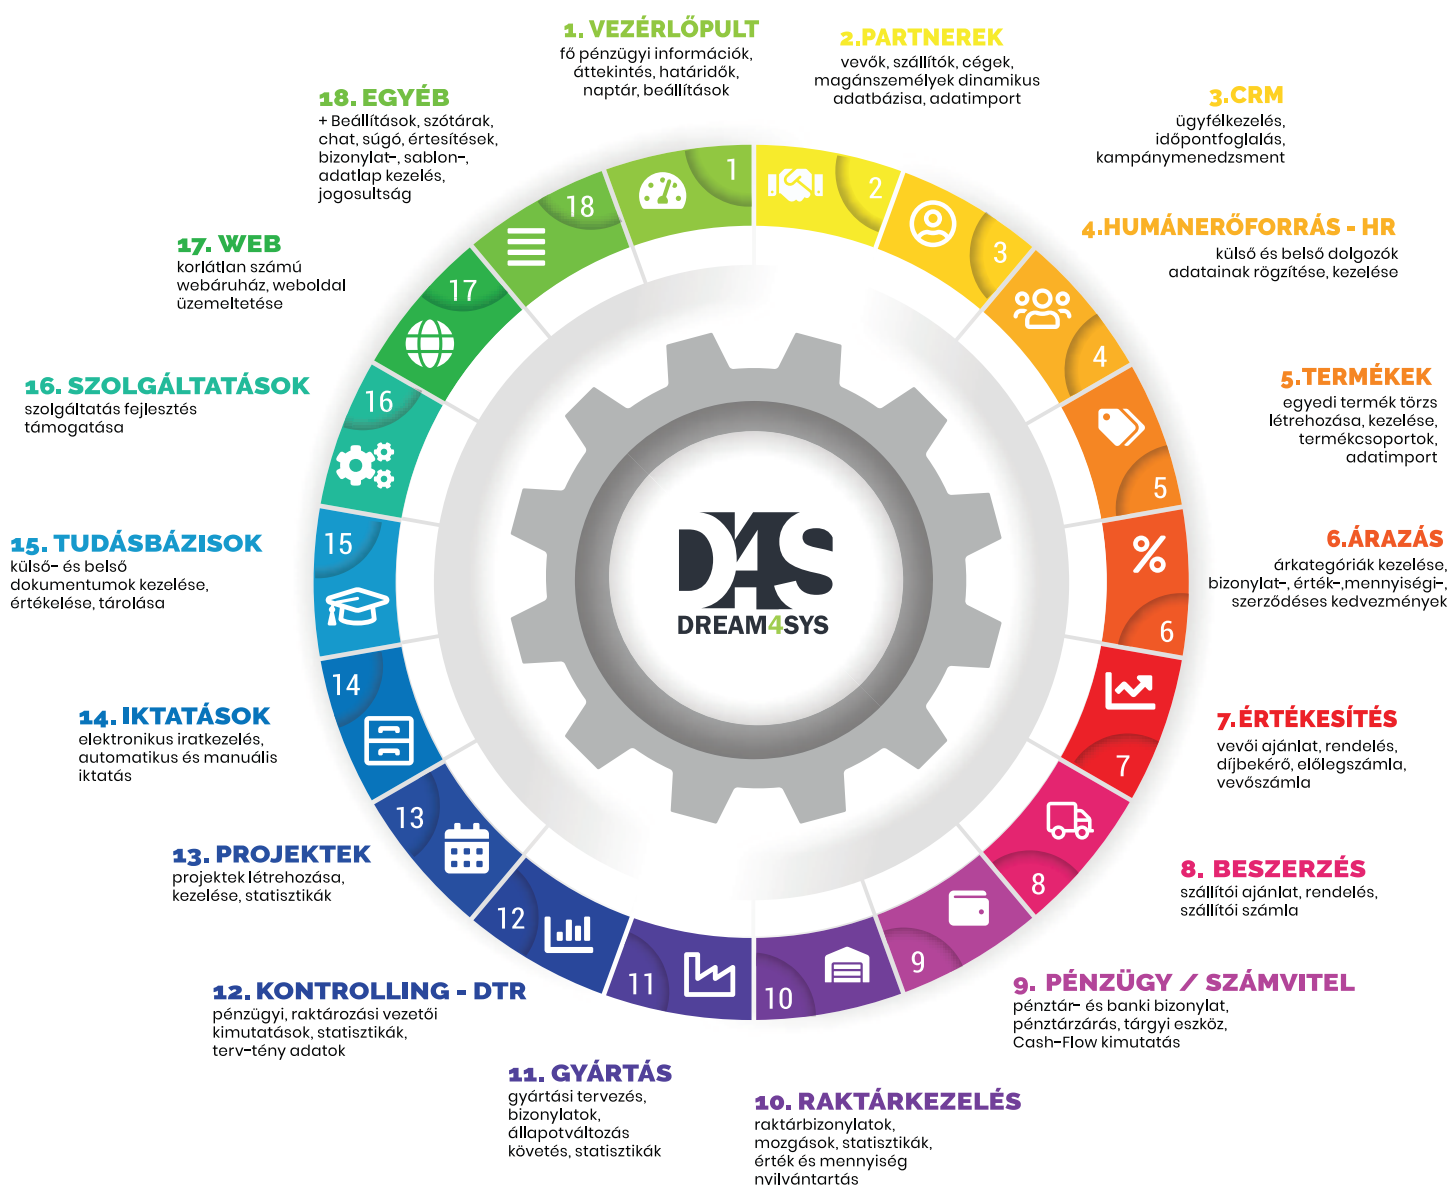 1. VEZÉRLŐPULT
fő pénzügyi információk,
áttekintés, határidők,
naptár, beállítások
2.PARTNEREK
vevők, szállítók, cégek,
magánszemélyek dinamikus
adatbázisa, adatimport
3.CRM
ügyfélkezelés,
időpontfoglalás,
kampánymenedzsment
4.HUMÁNERŐFORRÁS - HR
külső és belső dolgozók
adatainak rögzítése, kezelése
5.TERMÉKEK
egyedi termék törzs
létrehozása, kezelése,
termékcsoportok,
adatimport
6.ÁRAZÁS
árkategóriák kezelése,
bizonylat-, érték-,mennyiségi-,
szerződéses kedvezmények
7.ÉRTÉKESÍTÉS
vevői ajánlat, rendelés,
díjbekérő, előlegszámla,
vevőszámla
8. BESZERZÉS
szállítói ajánlat, rendelés,
szállítói számla
9. PÉNZÜGY / SZÁMVITEL
pénztár- és banki bizonylat,
pénztárzárás, tárgyi eszköz,
Cash-Flow kimutatás
10. RAKTÁRKEZELÉS
raktárbizonylatok,
mozgások, statisztikák,
érték és mennyiség
nyilvántartás
11. GYÁRTÁS
gyártási tervezés,
bizonylatok,
állapotváltozás
követés, statisztikák
12. KONTROLLING - DTR
pénzügyi, raktározási vezetői
kimutatások, statisztikák,
terv-tény adatok
13. PROJEKTEK
projektek létrehozása,
kezelése, statisztikák
14. IKTATÁSOK
elektronikus iratkezelés,
automatikus és manuális
iktatás
15. TUDÁSBÁZISOK
külső- és belső
dokumentumok kezelése,
értékelése, tárolása
16. SZOLGÁLTATÁSOK
szolgáltatás fejlesztés
támogatása
17. WEB
korlátlan számú
webáruház, weboldal
üzemeltetése
18. EGYÉB
+ Beállítások, szótárak,
chat, súgó, értesítések,
bizonylat-, sablon-,
adatlap kezelés,
jogosultság
1
2
3
4
5
%
6
7
8
9
10
11
12
13
14
15
16
17
18
D4S
DREAM4SYS